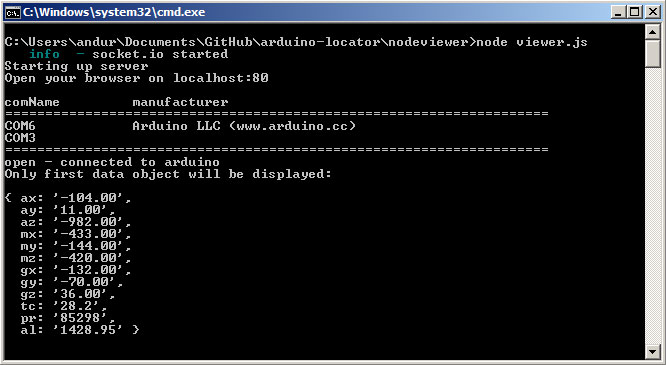 C:\Windows\system32\cmd.exe
C:\Users\andur\Documents\GitHub\arduino-locator\nodeviewer>node viewer.js
   info  - socket.io started
Starting up server
Open your browser on localhost:80
comName         manufacturer
====================================================================
COM6            Arduino LLC (www.arduino.cc)
COM3
====================================================================
open - connected to arduino
Only first data object will be displayed:
{ ax: '-104.00',
  ay: '11.00',
  az: '-982.00',
  mx: '-433.00',
  my: '-144.00',
  mz: '-420.00',
  gx: '-132.00',
  gy: '-70.00',
  gz: '36.00',
  tc: '28.2',
  pr: '85298',
  al: '1428.95' }